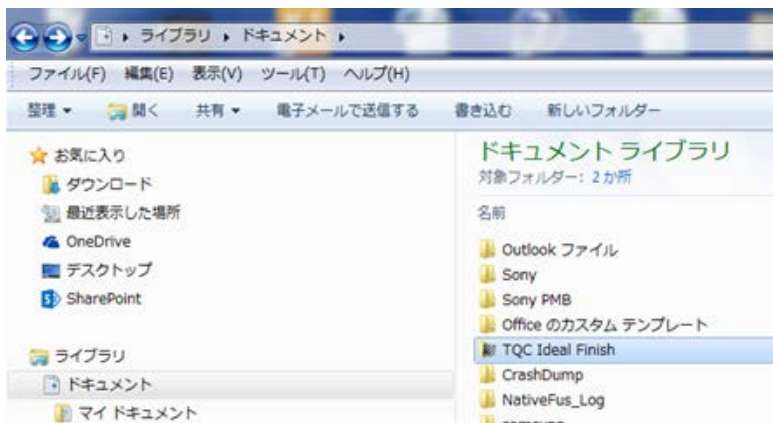 ライブラリ ドキュメント
ファイル(F) 編集(E) 表示(V) ツール(T) ヘルプ(H)
整理 開く 共有 電子メールで送信する 書き込む 新しいフォルダー
お気に入り
ダウンロード
最近表示した場所
OneDrive
デスクトップ
SharePoint
ライブラリ
ドキュメント
マイ ドキュメント
ドキュメント ライブラリ
対象フォルダー: 2 か所
名前
Outlook ファイル
Sony
Sony PMB
Office のカスタム テンプレート
TQC Ideal Finish
CrashDump
NativeFus_Log